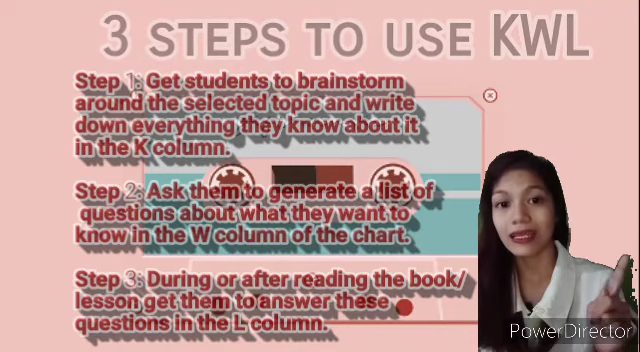 3 STEPS TO USE KWL
Step 1: Get students to brainstorm
around the selected topic and write
down everything they know about it
in the K column.
Step 2: Ask them to generate a list of
questions about what they want to
know in the W column of the chart.
Step 3: During or after reading the book/
lesson get them to answer these
questions in the L column.
PowerDirector